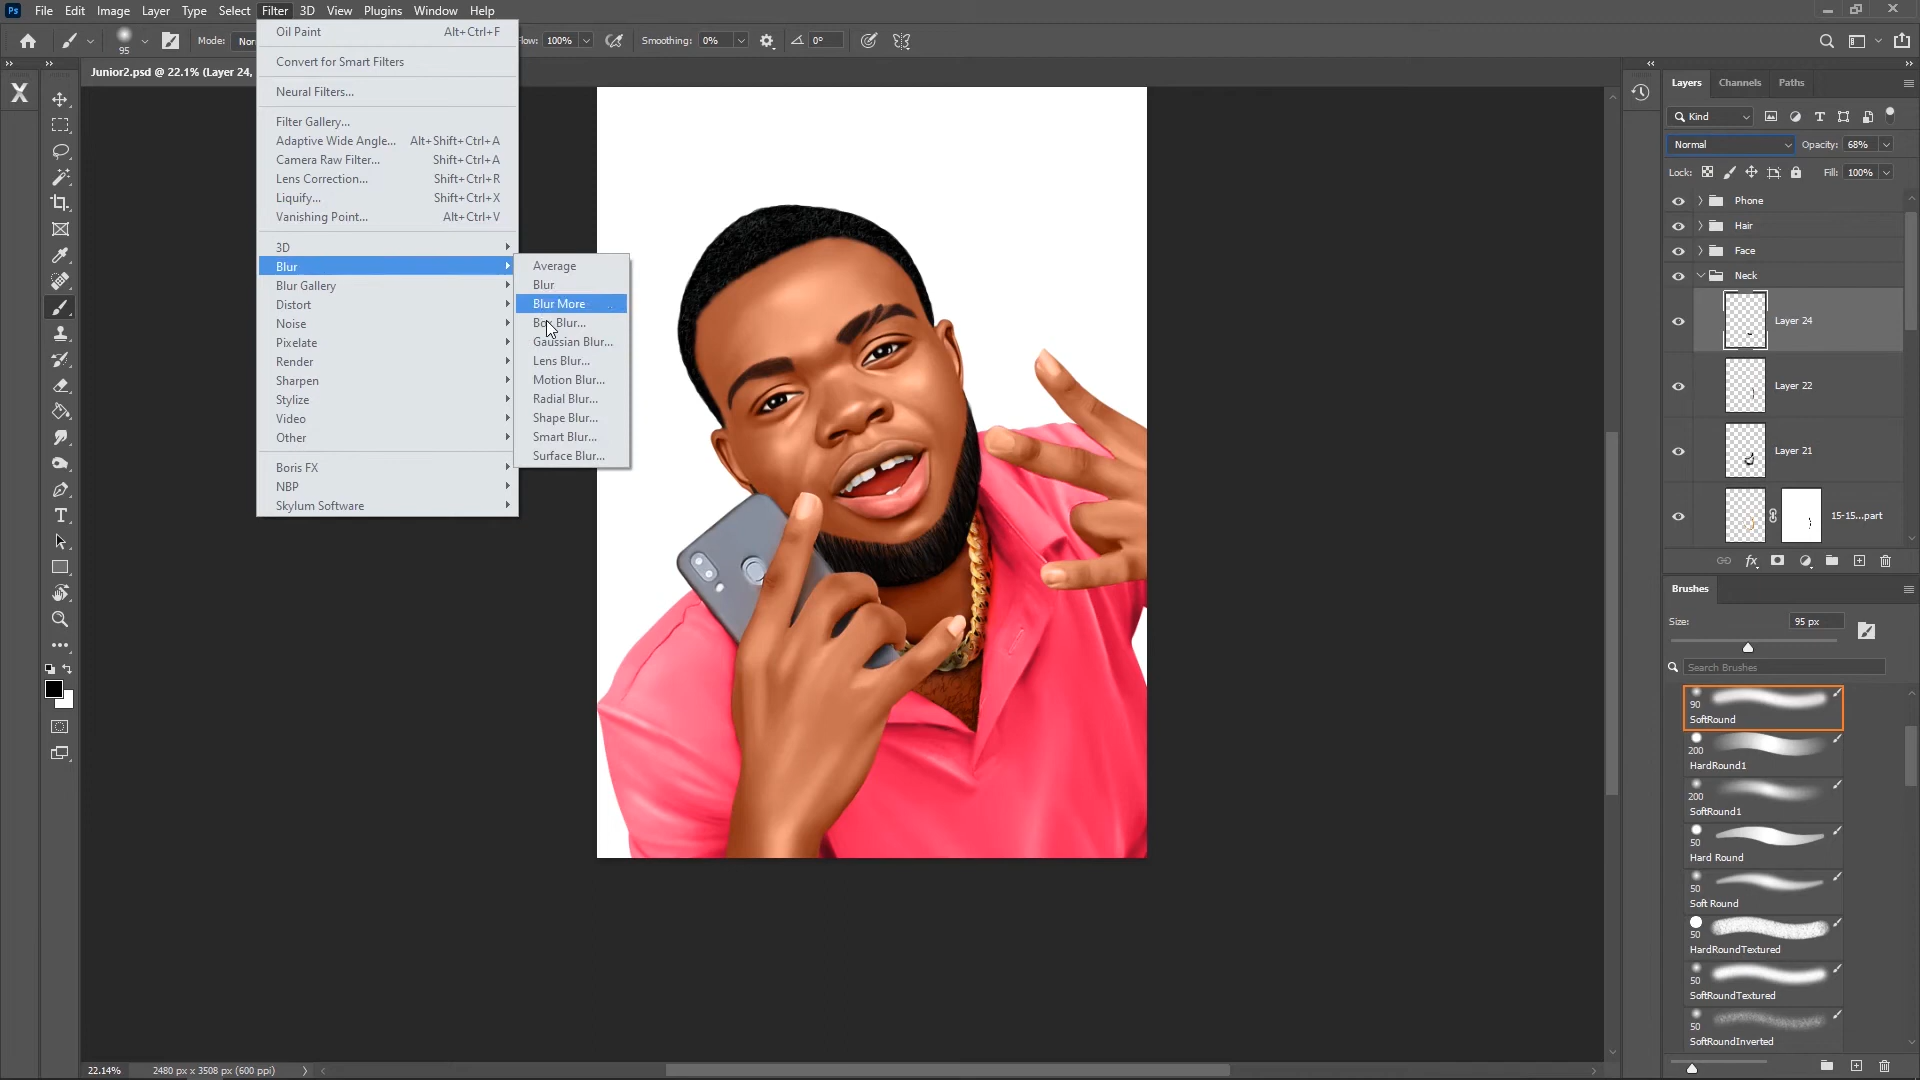 Ps File Edit Image Layer Type Select Filter 3D View Plugins Window Help
95 Mode: Flow: 100% Smoothing: 0% 0°
Junior2.psd @ 22.1% (Layer 24,
X
Oil Paint Alt+Ctrl+F
Convert for Smart Filters
Neural Filters...
Filter Gallery...
Adaptive Wide Angle... Alt+Shift+Ctrl+A
Camera Raw Filter... Shift+Ctrl+A
Lens Correction... Shift+Ctrl+R
Liquify... Shift+Ctrl+X
Vanishing Point... Alt+Ctrl+V
3D
Blur
Blur Gallery
Distort
Noise
Pixelate
Render
Sharpen
Stylize
Video
Other
Boris FX
NBP
Skylum Software
Average
Blur
Blur More
Box Blur...
Gaussian Blur...
Lens Blur...
Motion Blur...
Radial Blur...
Shape Blur...
Smart Blur...
Surface Blur...
Layers Channels Paths
Kind
Normal Opacity: 68%
Lock: Fill: 100%
Phone
Hair
Face
Neck
Layer 24
Layer 22
Layer 21
15-15...part
fx
Brushes
Size: 95 px
Search Brushes
90
SoftRound
200
HardRound1
200
SoftRound1
50
Hard Round
50
Soft Round
50
HardRoundTextured
50
SoftRoundTextured
50
SoftRoundInverted
22.14% 2480 px x 3508 px (600 ppi)